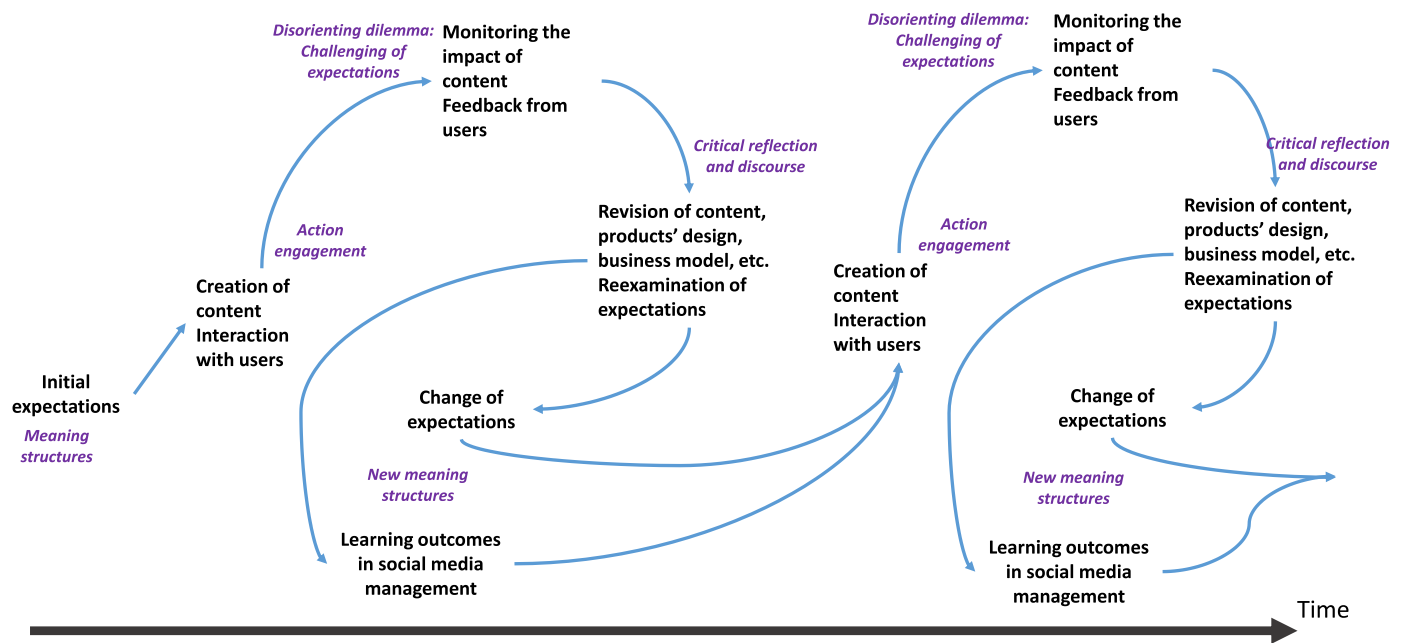 Initial
expectations
Meaning
structures
Creation of
content
Interaction
with users
Action
engagement
Disorienting dilemma:
Challenging of
expectations
Monitoring the
impact of
content
Feedback from
users
Critical reflection
and discourse
Revision of content,
products’ design,
business model, etc.
Reexamination of
expectations
Change of
expectations
New meaning
structures
Learning outcomes
in social media
management
Creation of
content
Interaction
with users
Action
engagement
Disorienting dilemma:
Challenging of
expectations
Monitoring the
impact of
content
Feedback from
users
Critical reflection
and discourse
Revision of content,
products’ design,
business model, etc.
Reexamination of
expectations
Change of
expectations
New meaning
structures
Learning outcomes
in social media
management
Time